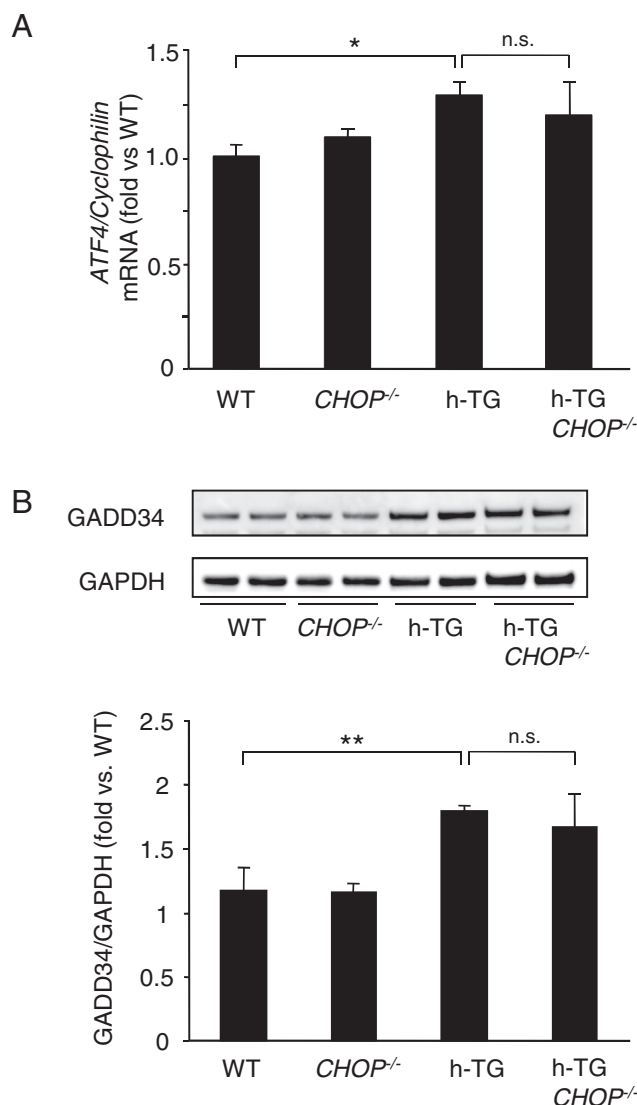 A
ATF4/Cyclophilin
mRNA (fold vs WT)
1.5
1.0
0.5
0
*
n.s.
WT
CHOP-/-
h-TG
h-TG
CHOP-/-
B
GADD34
GAPDH
WT
CHOP-/-
h-TG
h-TG
CHOP-/-
GADD34/GAPDH (fold vs. WT)
2.5
2
1.5
1
0.5
0
**
n.s.
WT
CHOP-/-
h-TG
h-TG
CHOP-/-